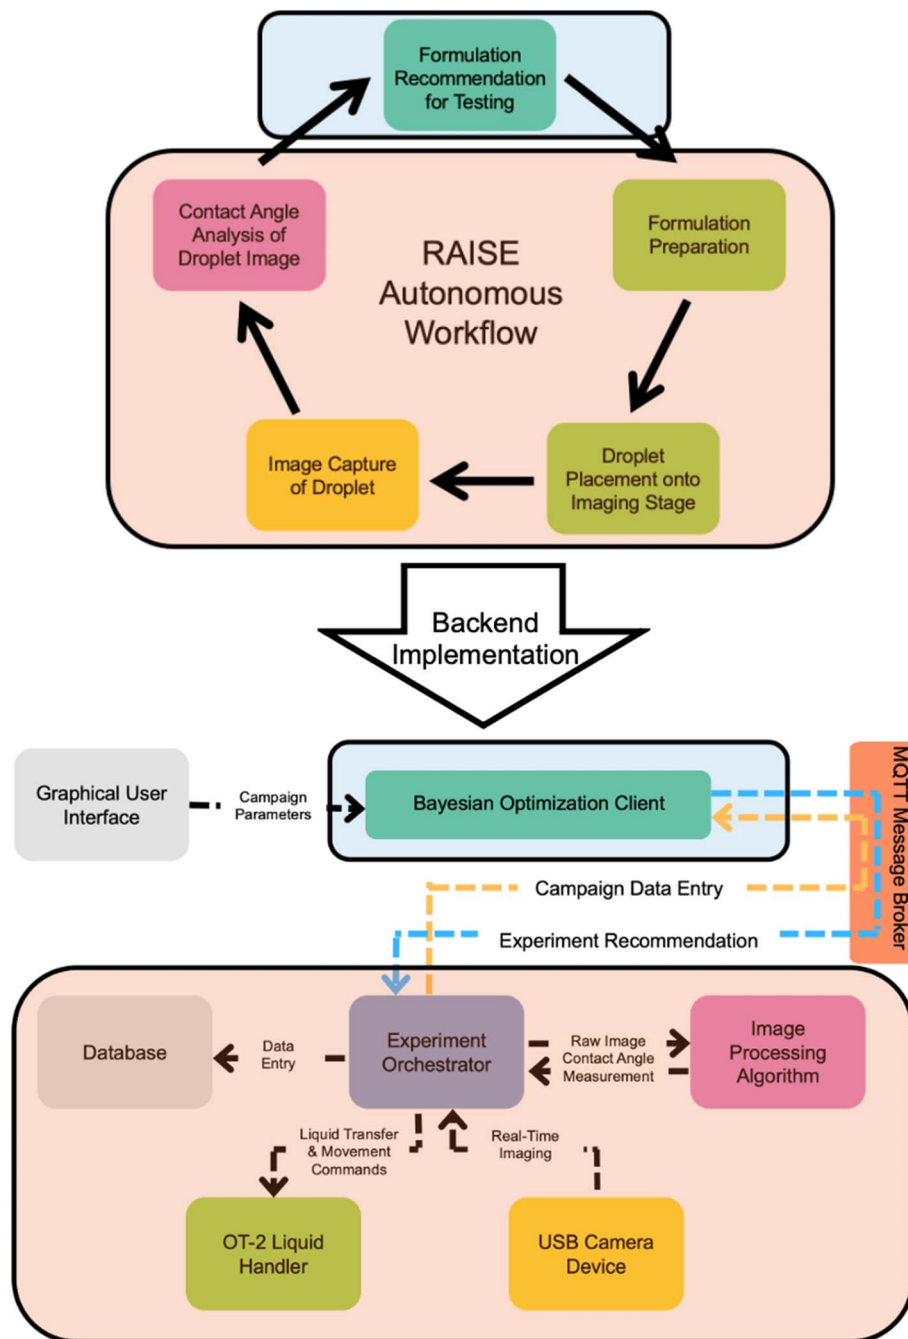 Formulation
Recommendation
for Testing
Contact Angle
Analysis of
Droplet Image
Formulation
Preparation
RAISE
Autonomous
Workflow
Image Capture
of Droplet
Droplet
Placement onto
Imaging Stage
Backend
Implementation
Graphical User
Interface
Campaign
Parameters
Bayesian Optimization Client
MQTT Message Broker
Campaign Data Entry
Experiment Recommendation
Database
Data
Entry
Experiment
Orchestrator
Raw Image
Contact Angle
Measurement
Image
Processing
Algorithm
Liquid Transfer
& Movement
Commands
Real-Time
Imaging
OT-2 Liquid
Handler
USB Camera
Device